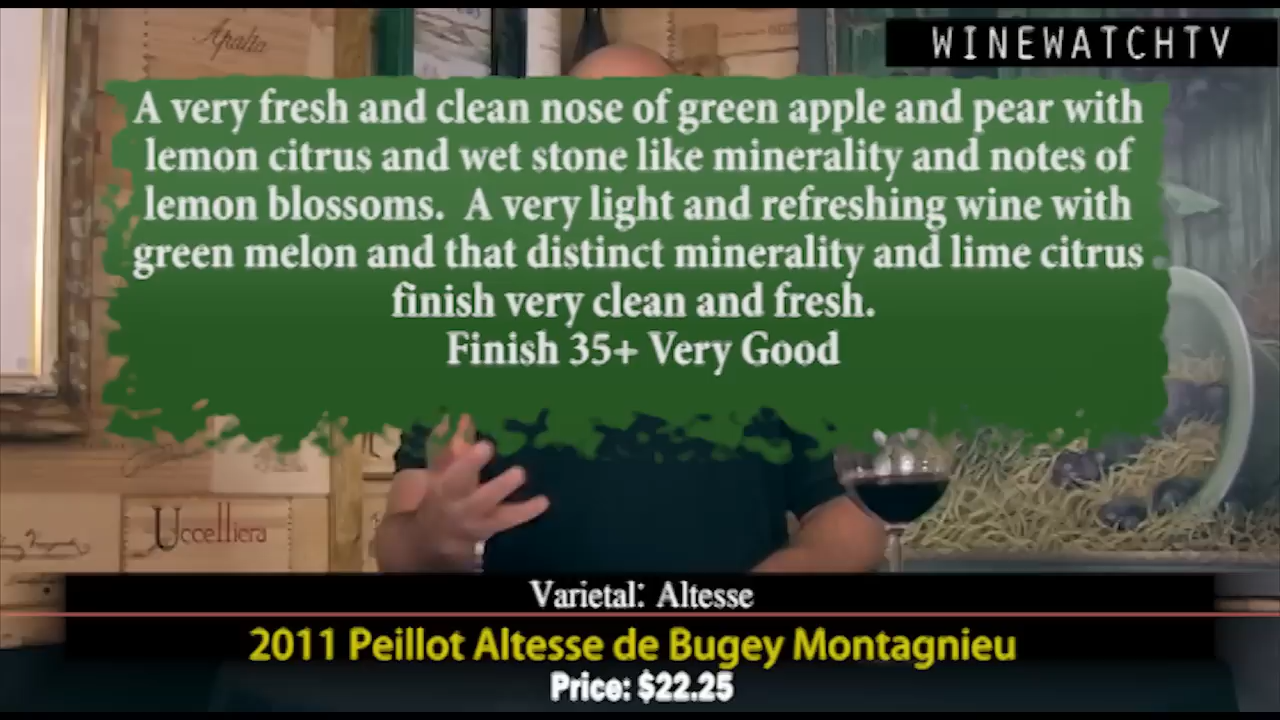 Apalta
WINEWATCHTV
A very fresh and clean nose of green apple and pear with
lemon citrus and wet stone like minerality and notes of
lemon blossoms. A very light and refreshing wine with
green melon and that distinct minerality and lime citrus
finish very clean and fresh.
Finish 35+ Very Good
Uccelliera
Varietal: Altesse
2011 Peillot Altesse de Bugey Montagnieu
Price: $22.25